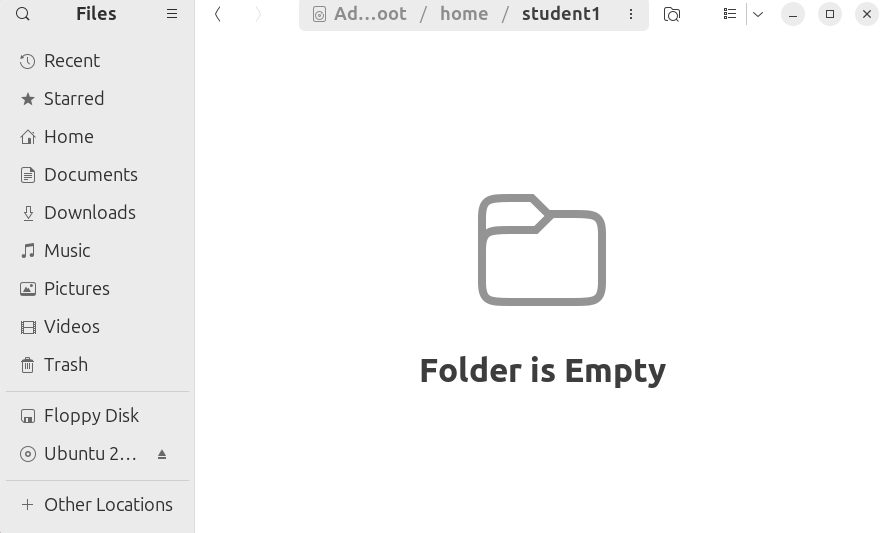 Files
Recent
Starred
Home
Documents
Downloads
Music
Pictures
Videos
Trash
Floppy Disk
Ubuntu 2...
Other Locations
Ad...oot / home / student1
Folder is Empty